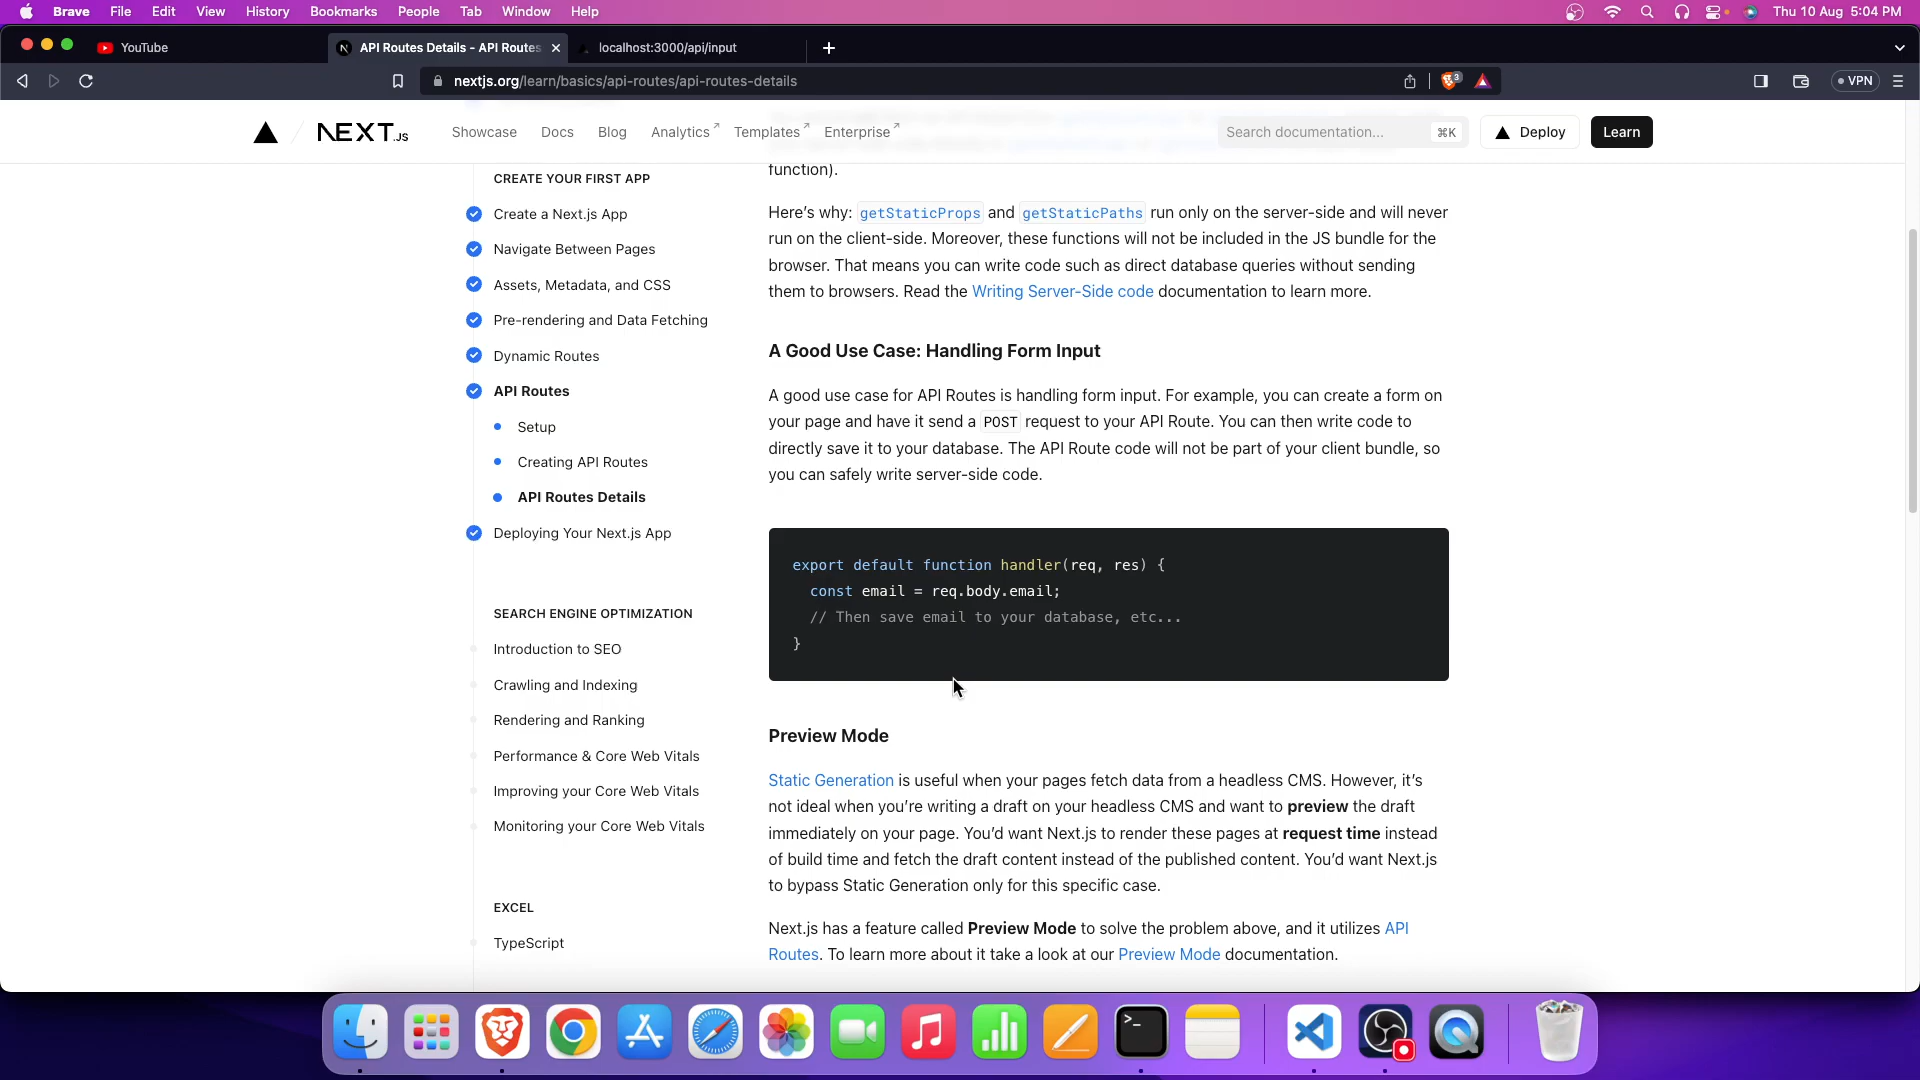 Brave File Edit View History Bookmarks People Tab Window Help Thu 10 Aug 5:04 PM
YouTube
API Routes Details - API Routes
localhost:3000/api/input
nextjs.org/learn/basics/api-routes/api-routes-details
3
VPN
NEXT.JS
Showcase Docs Blog Analytics Templates Enterprise
Search documentation... ⌘K
Deploy
Learn
CREATE YOUR FIRST APP
Create a Next.js App
Navigate Between Pages
Assets, Metadata, and CSS
Pre-rendering and Data Fetching
Dynamic Routes
API Routes
Setup
Creating API Routes
API Routes Details
Deploying Your Next.js App
SEARCH ENGINE OPTIMIZATION
Introduction to SEO
Crawling and Indexing
Rendering and Ranking
Performance & Core Web Vitals
Improving your Core Web Vitals
Monitoring your Core Web Vitals
EXCEL
TypeScript
function).
Here’s why: getStaticProps and getStaticPaths run only on the server-side and will never
run on the client-side. Moreover, these functions will not be included in the JS bundle for the
browser. That means you can write code such as direct database queries without sending
them to browsers. Read the Writing Server-Side code documentation to learn more.
A Good Use Case: Handling Form Input
A good use case for API Routes is handling form input. For example, you can create a form on
your page and have it send a POST request to your API Route. You can then write code to
directly save it to your database. The API Route code will not be part of your client bundle, so
you can safely write server-side code.
export default function handler(req, res) {
const email = req.body.email;
// Then save email to your database, etc...
}
Preview Mode
Static Generation is useful when your pages fetch data from a headless CMS. However, it’s
not ideal when you’re writing a draft on your headless CMS and want to preview the draft
immediately on your page. You’d want Next.js to render these pages at request time instead
of build time and fetch the draft content instead of the published content. You’d want Next.js
to bypass Static Generation only for this specific case.
Next.js has a feature called Preview Mode to solve the problem above, and it utilizes API
Routes. To learn more about it take a look at our Preview Mode documentation.